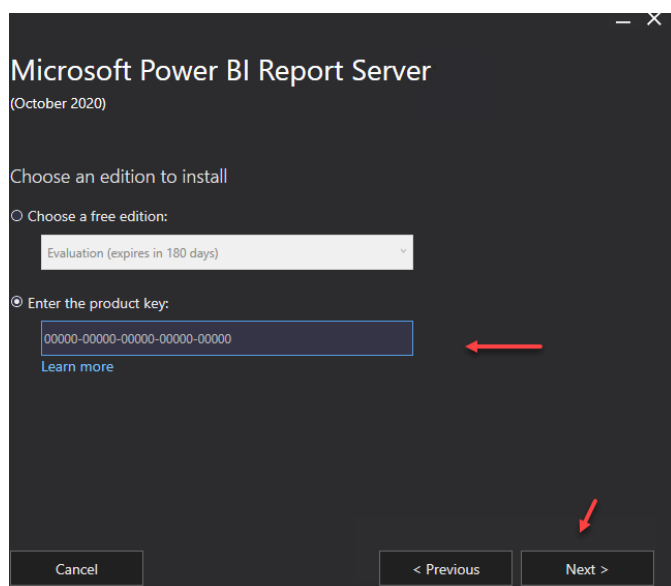 Microsoft Power BI Report Server
(October 2020)
Choose an edition to install
Choose a free edition:
Evaluation (expires in 180 days)
Enter the product key:
00000-00000-00000-00000-00000
Learn more
Cancel
< Previous
Next >